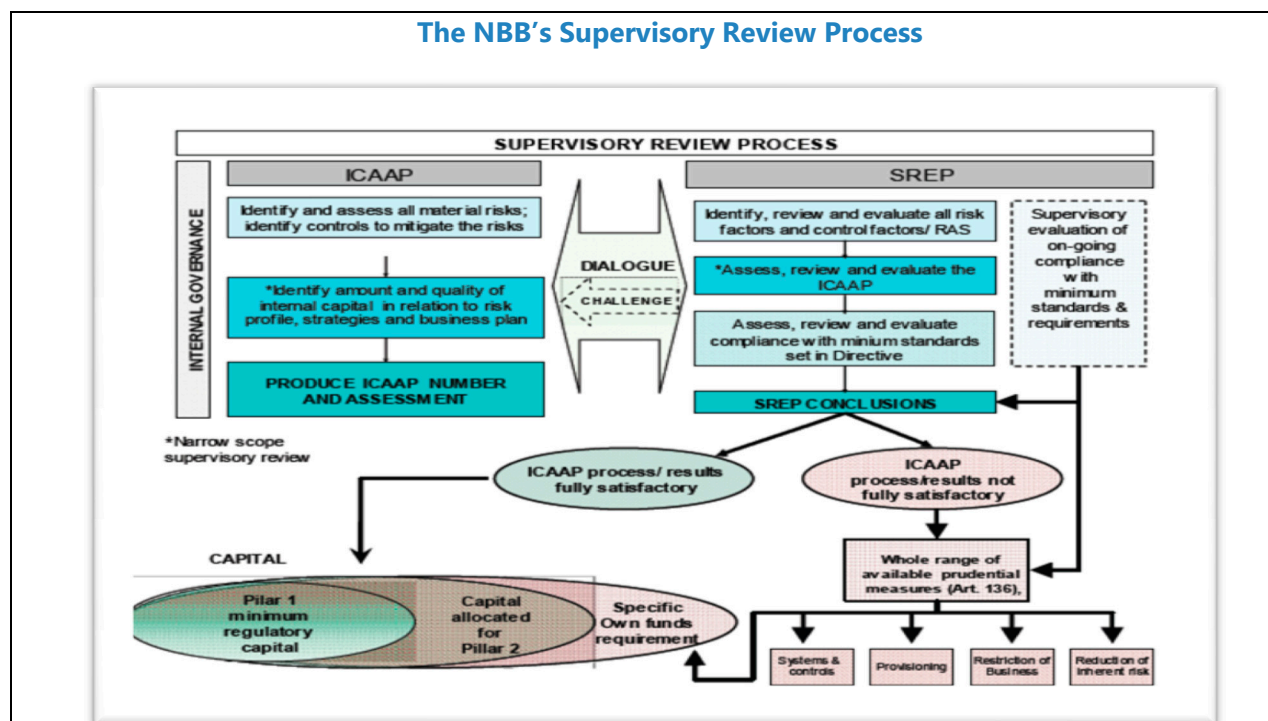 The NBB's Supervisory Review Process
SUPERVISORY REVIEW PROCESS
INTERNAL GOVERNANCE
ICAAP
Identify and assess all material risks;
identify controls to mitigate the risks
*Identify amount and quality of
internal capital in relation to risk
profile, strategies and business plan
PRODUCE ICAAP NUMBER
AND ASSESSMENT
*Narrow scope
supervisory review
DIALOGUE
CHALLENGE
SREP
Identify, review and evaluate all risk
factors and control factors/ RAS
*Assess, review and evaluate the
ICAAP
Assess, review and evaluate
compliance with minium standards
set in Directive
SREP CONCLUSIONS
Supervisory
evaluation of
on-going
compliance
with
minimum
standards &
requirements
ICAAP process/ results
fully satisfactory
ICAAP
process/results not
fully satisfactory
Whole range of
available prudential
measures (Art. 136),
CAPITAL
Pilar 1
minimum
regulatory
capital
Capital
allocated
for
Pillar 2
Specific
Own funds
requirement
Systems &
controls
Provisioning
Restriction of
Business
Reduction of
inherent risk